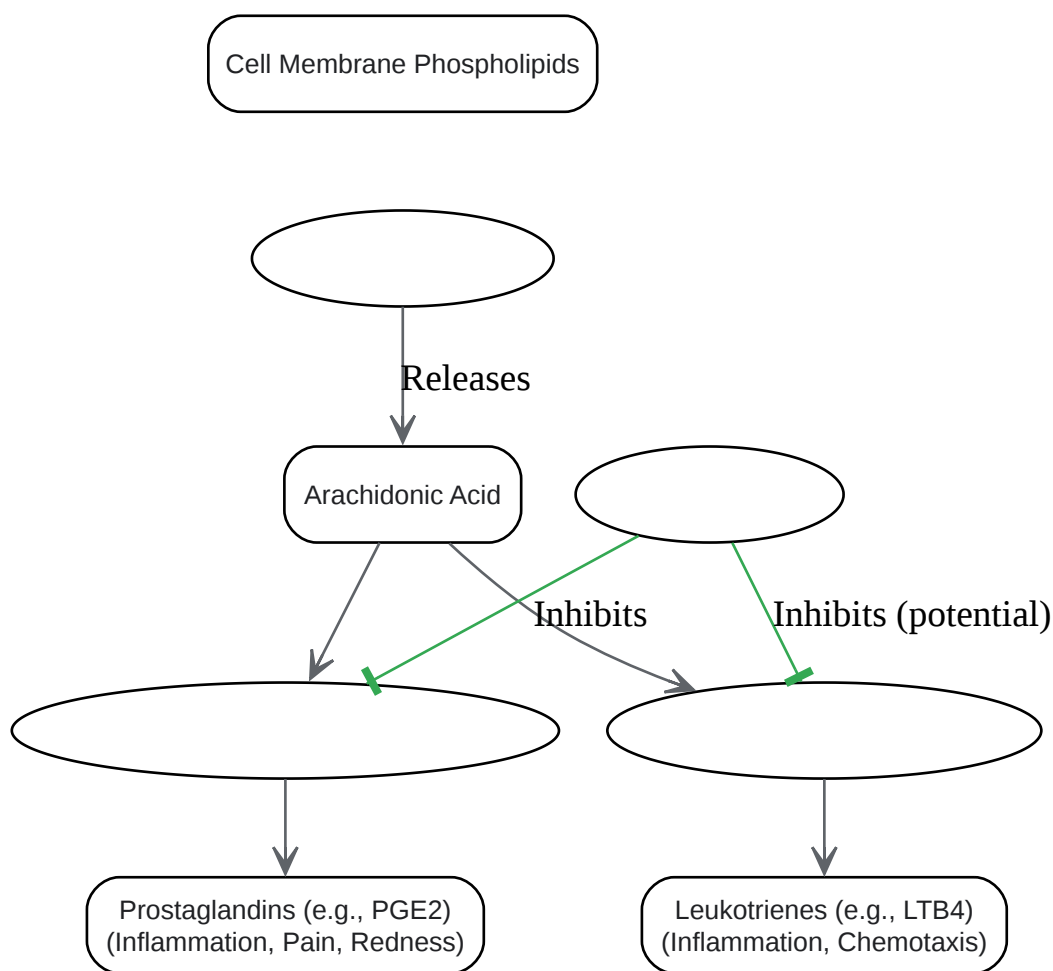 Cell Membrane Phospholipids
Releases
Arachidonic Acid
Inhibits
Inhibits (potential)
Prostaglandins (e.g., PGE2)
(Inflammation, Pain, Redness)
Leukotrienes (e.g., LTB4)
(Inflammation, Chemotaxis)